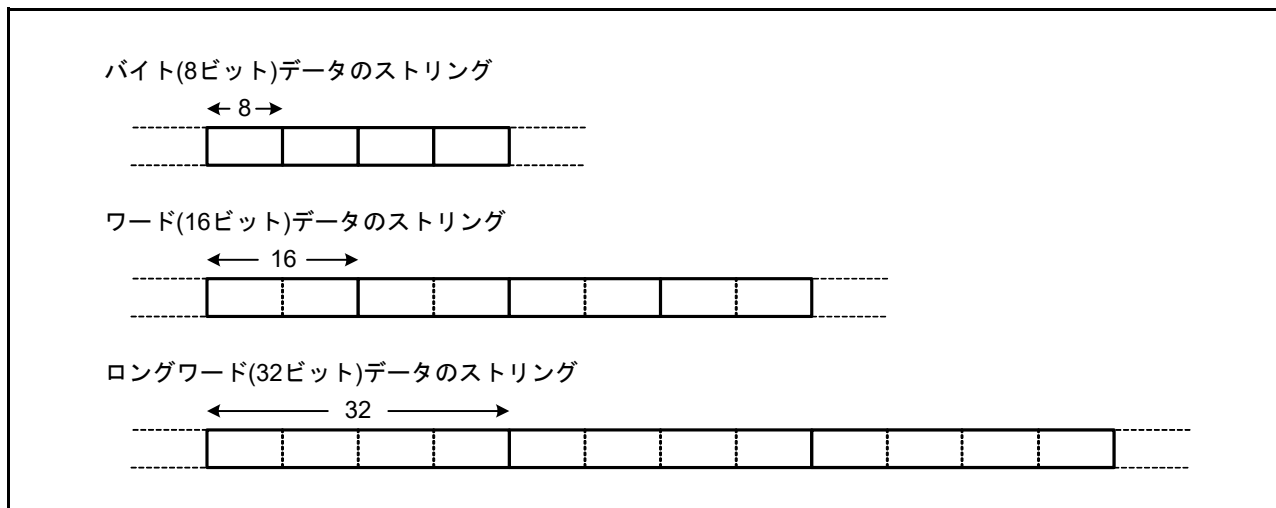 バイト(8ビット)データのストリング
8
ワード(16ビット)データのストリング
16
ロングワード(32ビット)データのストリング
32